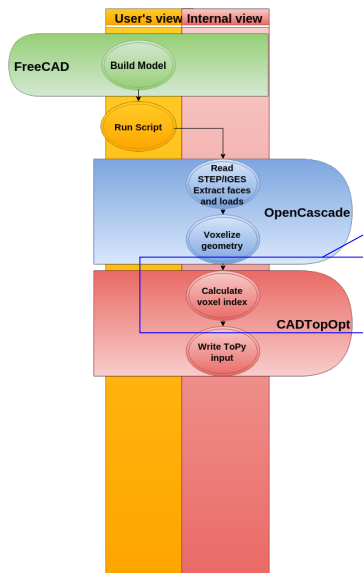 User's view Internal view
FreeCAD
Build Model
Run Script
Read
STEP/IGES
Extract faces
and loads
OpenCascade
Voxelize
geometry
Calculate
voxel index
CADTopOpt
Write ToPy
input